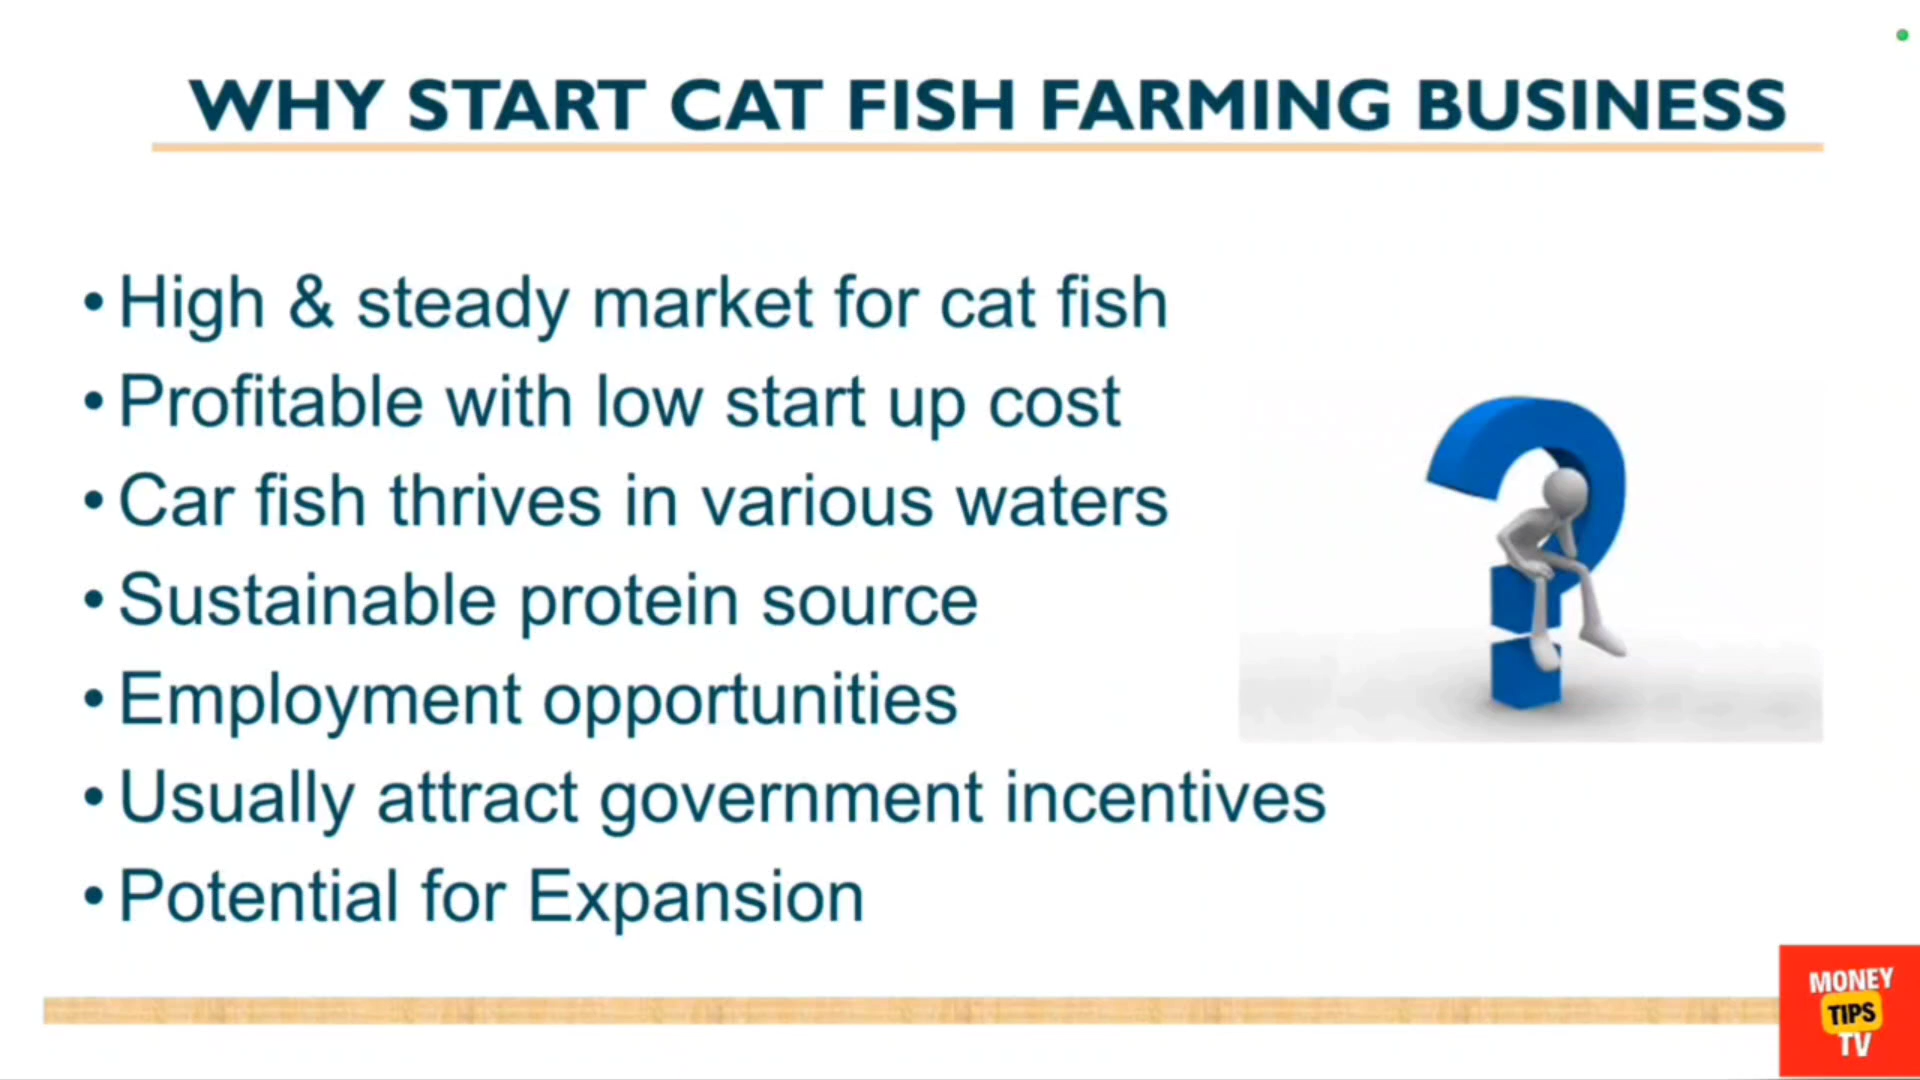 WHY START CAT FISH FARMING BUSINESS
• High & steady market for cat fish
• Profitable with low start up cost
• Car fish thrives in various waters
• Sustainable protein source
• Employment opportunities
• Usually attract government incentives
• Potential for Expansion
MONEY
TIPS
TV